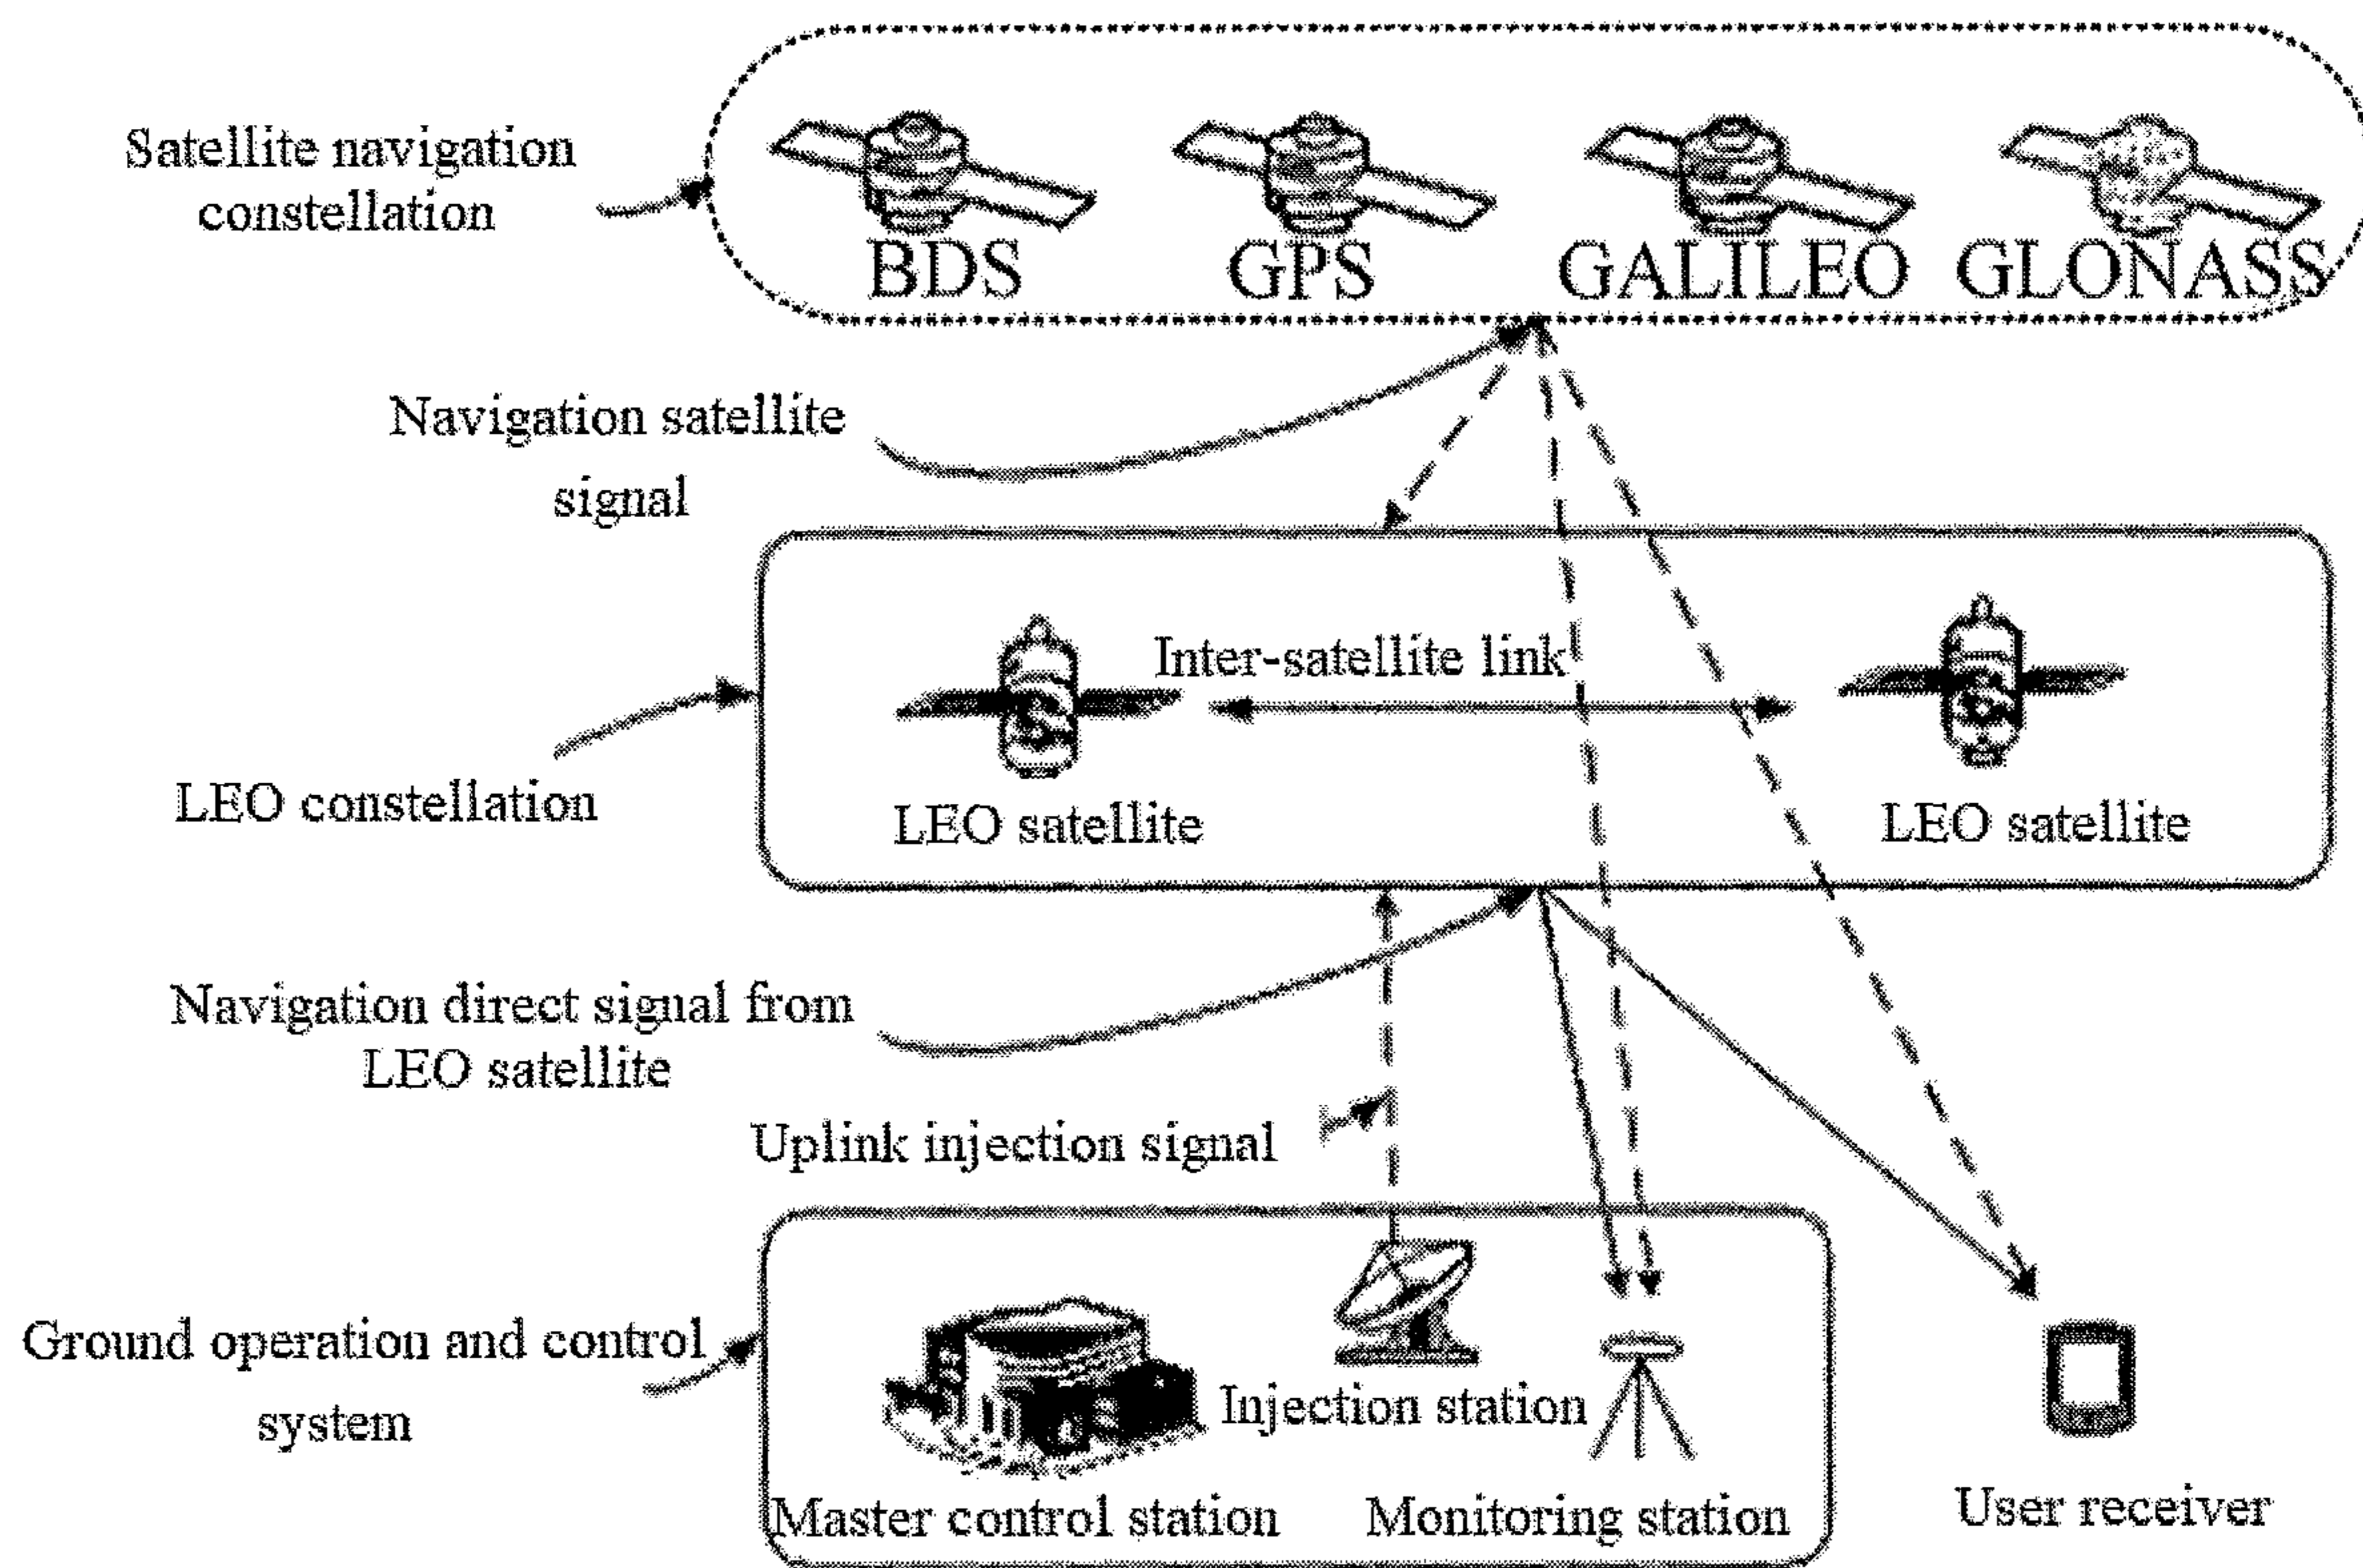 Satellite navigation
constellation
BDS
GPS
GALILEO
GLONASS
Navigation satellite
signal
Inter-satellite link
LEO constellation
LEO satellite
LEO satellite
Navigation direct signal from
LEO satellite
Uplink injection signal
Ground operation and control
system
Injection station
Master control station
Monitoring station
User receiver